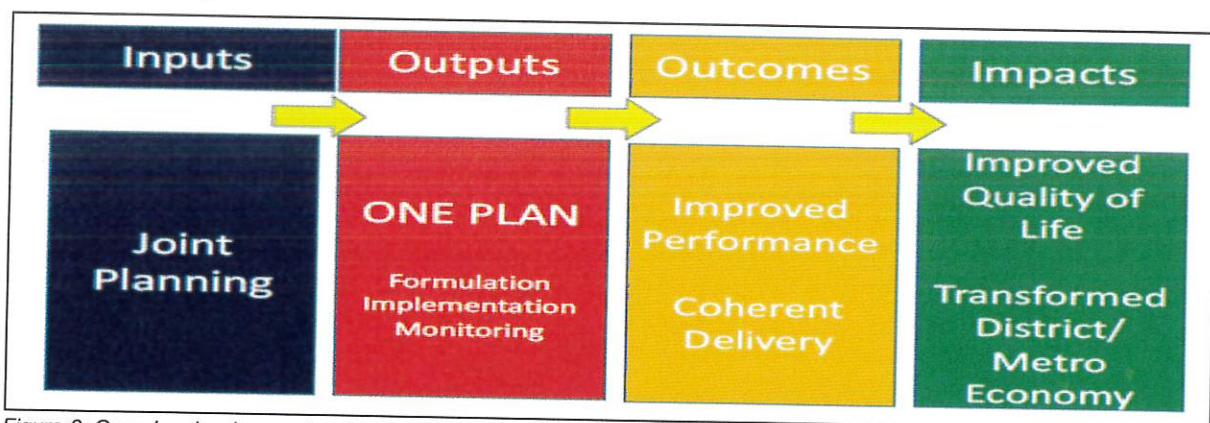 Inputs
Outputs
Outcomes
Impacts
Joint
Planning
ONE PLAN
Formulation
Implementation
Monitoring
Improved
Performance
Coherent
Delivery
Improved
Quality of
Life
Transformed
District/
Metro
Economy